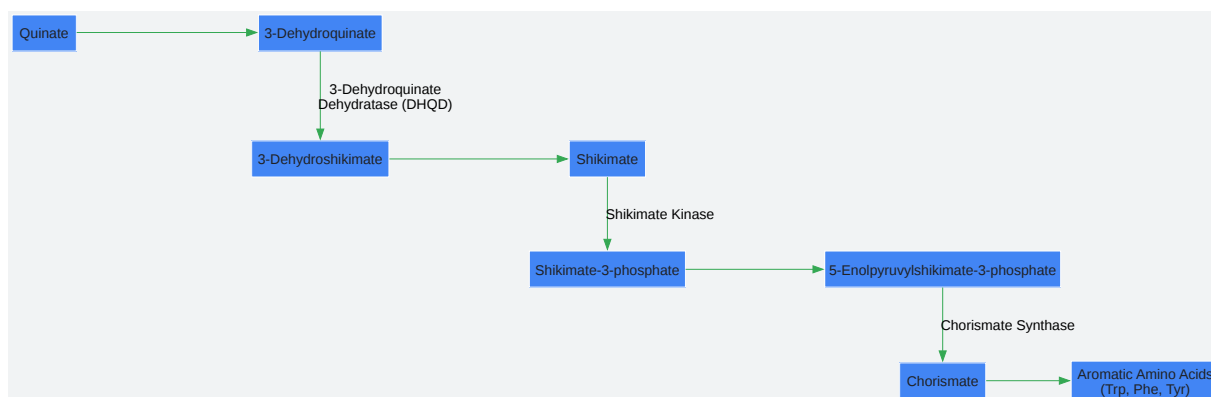 Quinate
3-Dehydroquinate
3-Dehydroquinate
Dehydratase (DHQD)
3-Dehydroshikimate
Shikimate
Shikimate Kinase
Shikimate-3-phosphate
5-Enolpyruvylshikimate-3-phosphate
Chorismate Synthase
Chorismate
Aromatic Amino Acids
(Trp, Phe, Tyr)